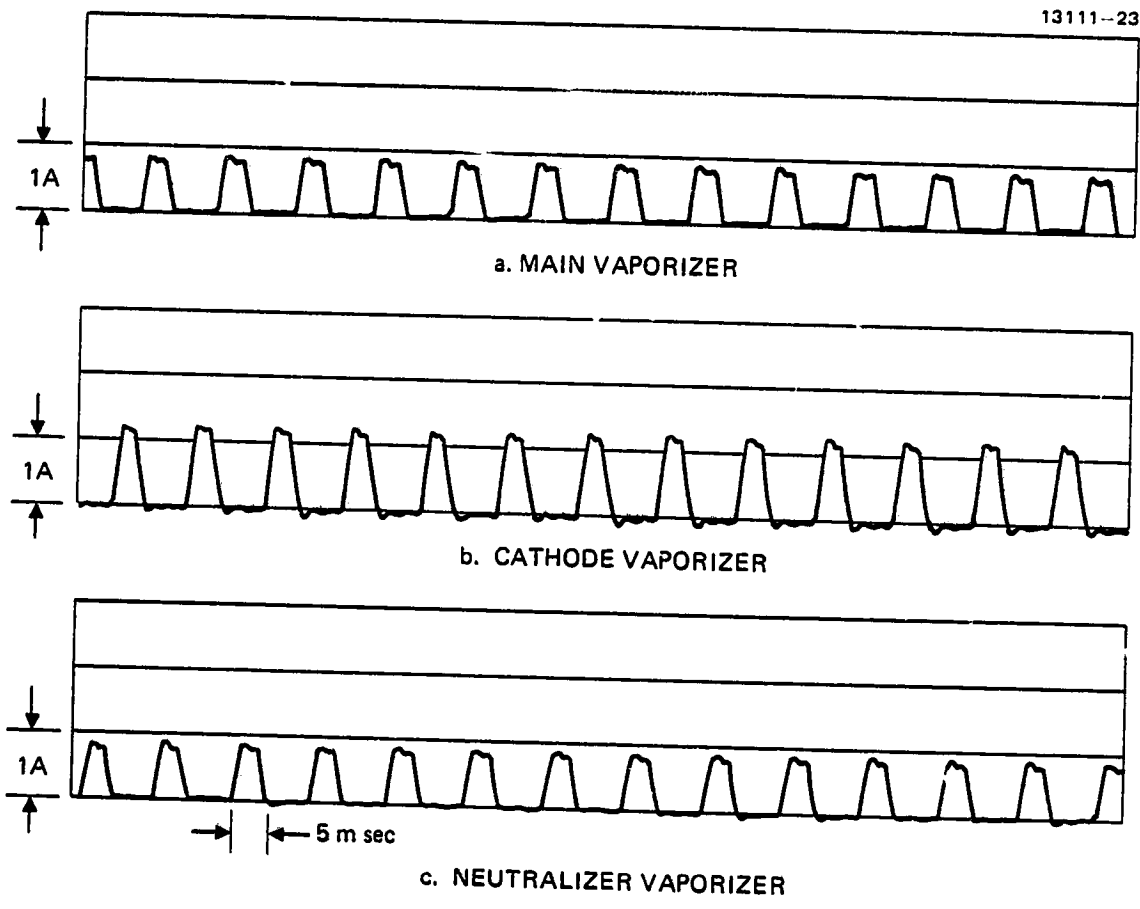 13111-23
1A
a. MAIN VAPORIZER
1A
b. CATHODE VAPORIZER
1A
5 m sec
c. NEUTRALIZER VAPORIZER